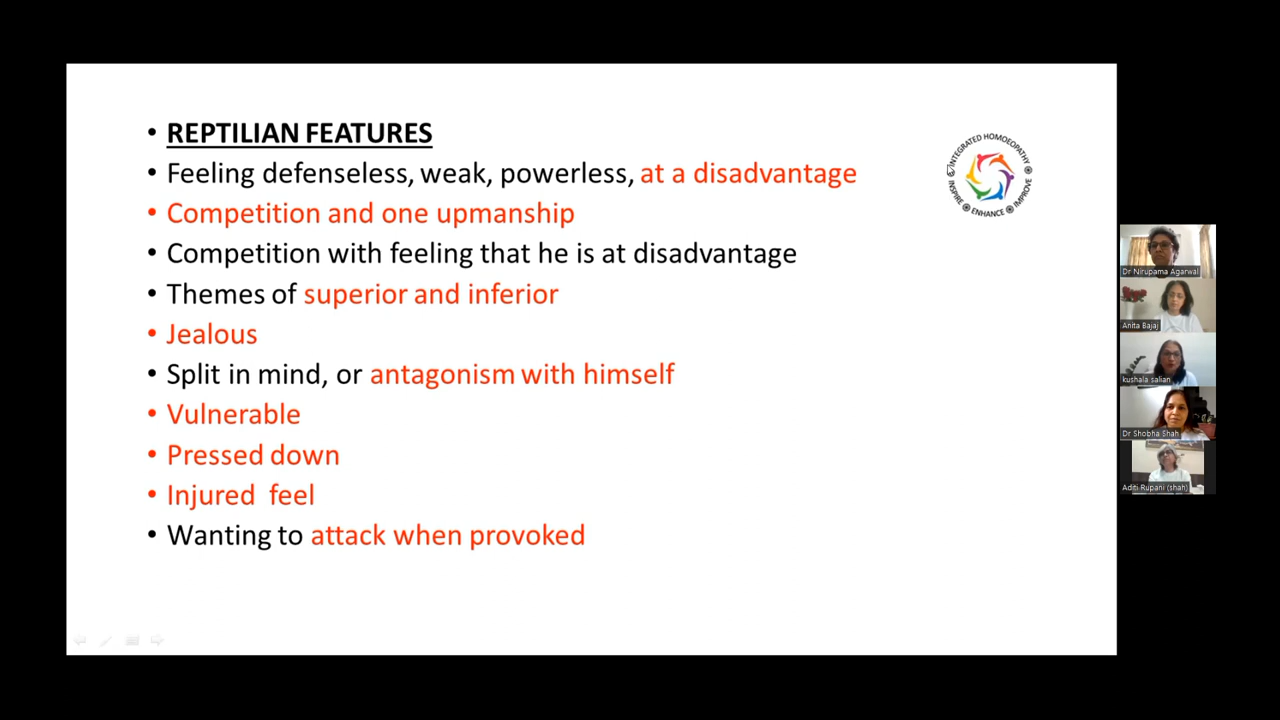 • REPTILIAN FEATURES
• Feeling defenseless, weak, powerless, at a disadvantage
• Competition and one upmanship
• Competition with feeling that he is at disadvantage
• Themes of superior and inferior
• Jealous
• Split in mind, or antagonism with himself
• Vulnerable
• Pressed down
• Injured feel
• Wanting to attack when provoked
INTEGRATED HOMOEOPATHY
INSPIRE ENHANCE IMPROVE
Dr Nirupama Agarwal
Anita Bajaj
kushala salian
Dr Shobha Shah
Aditi Rupani (shah)